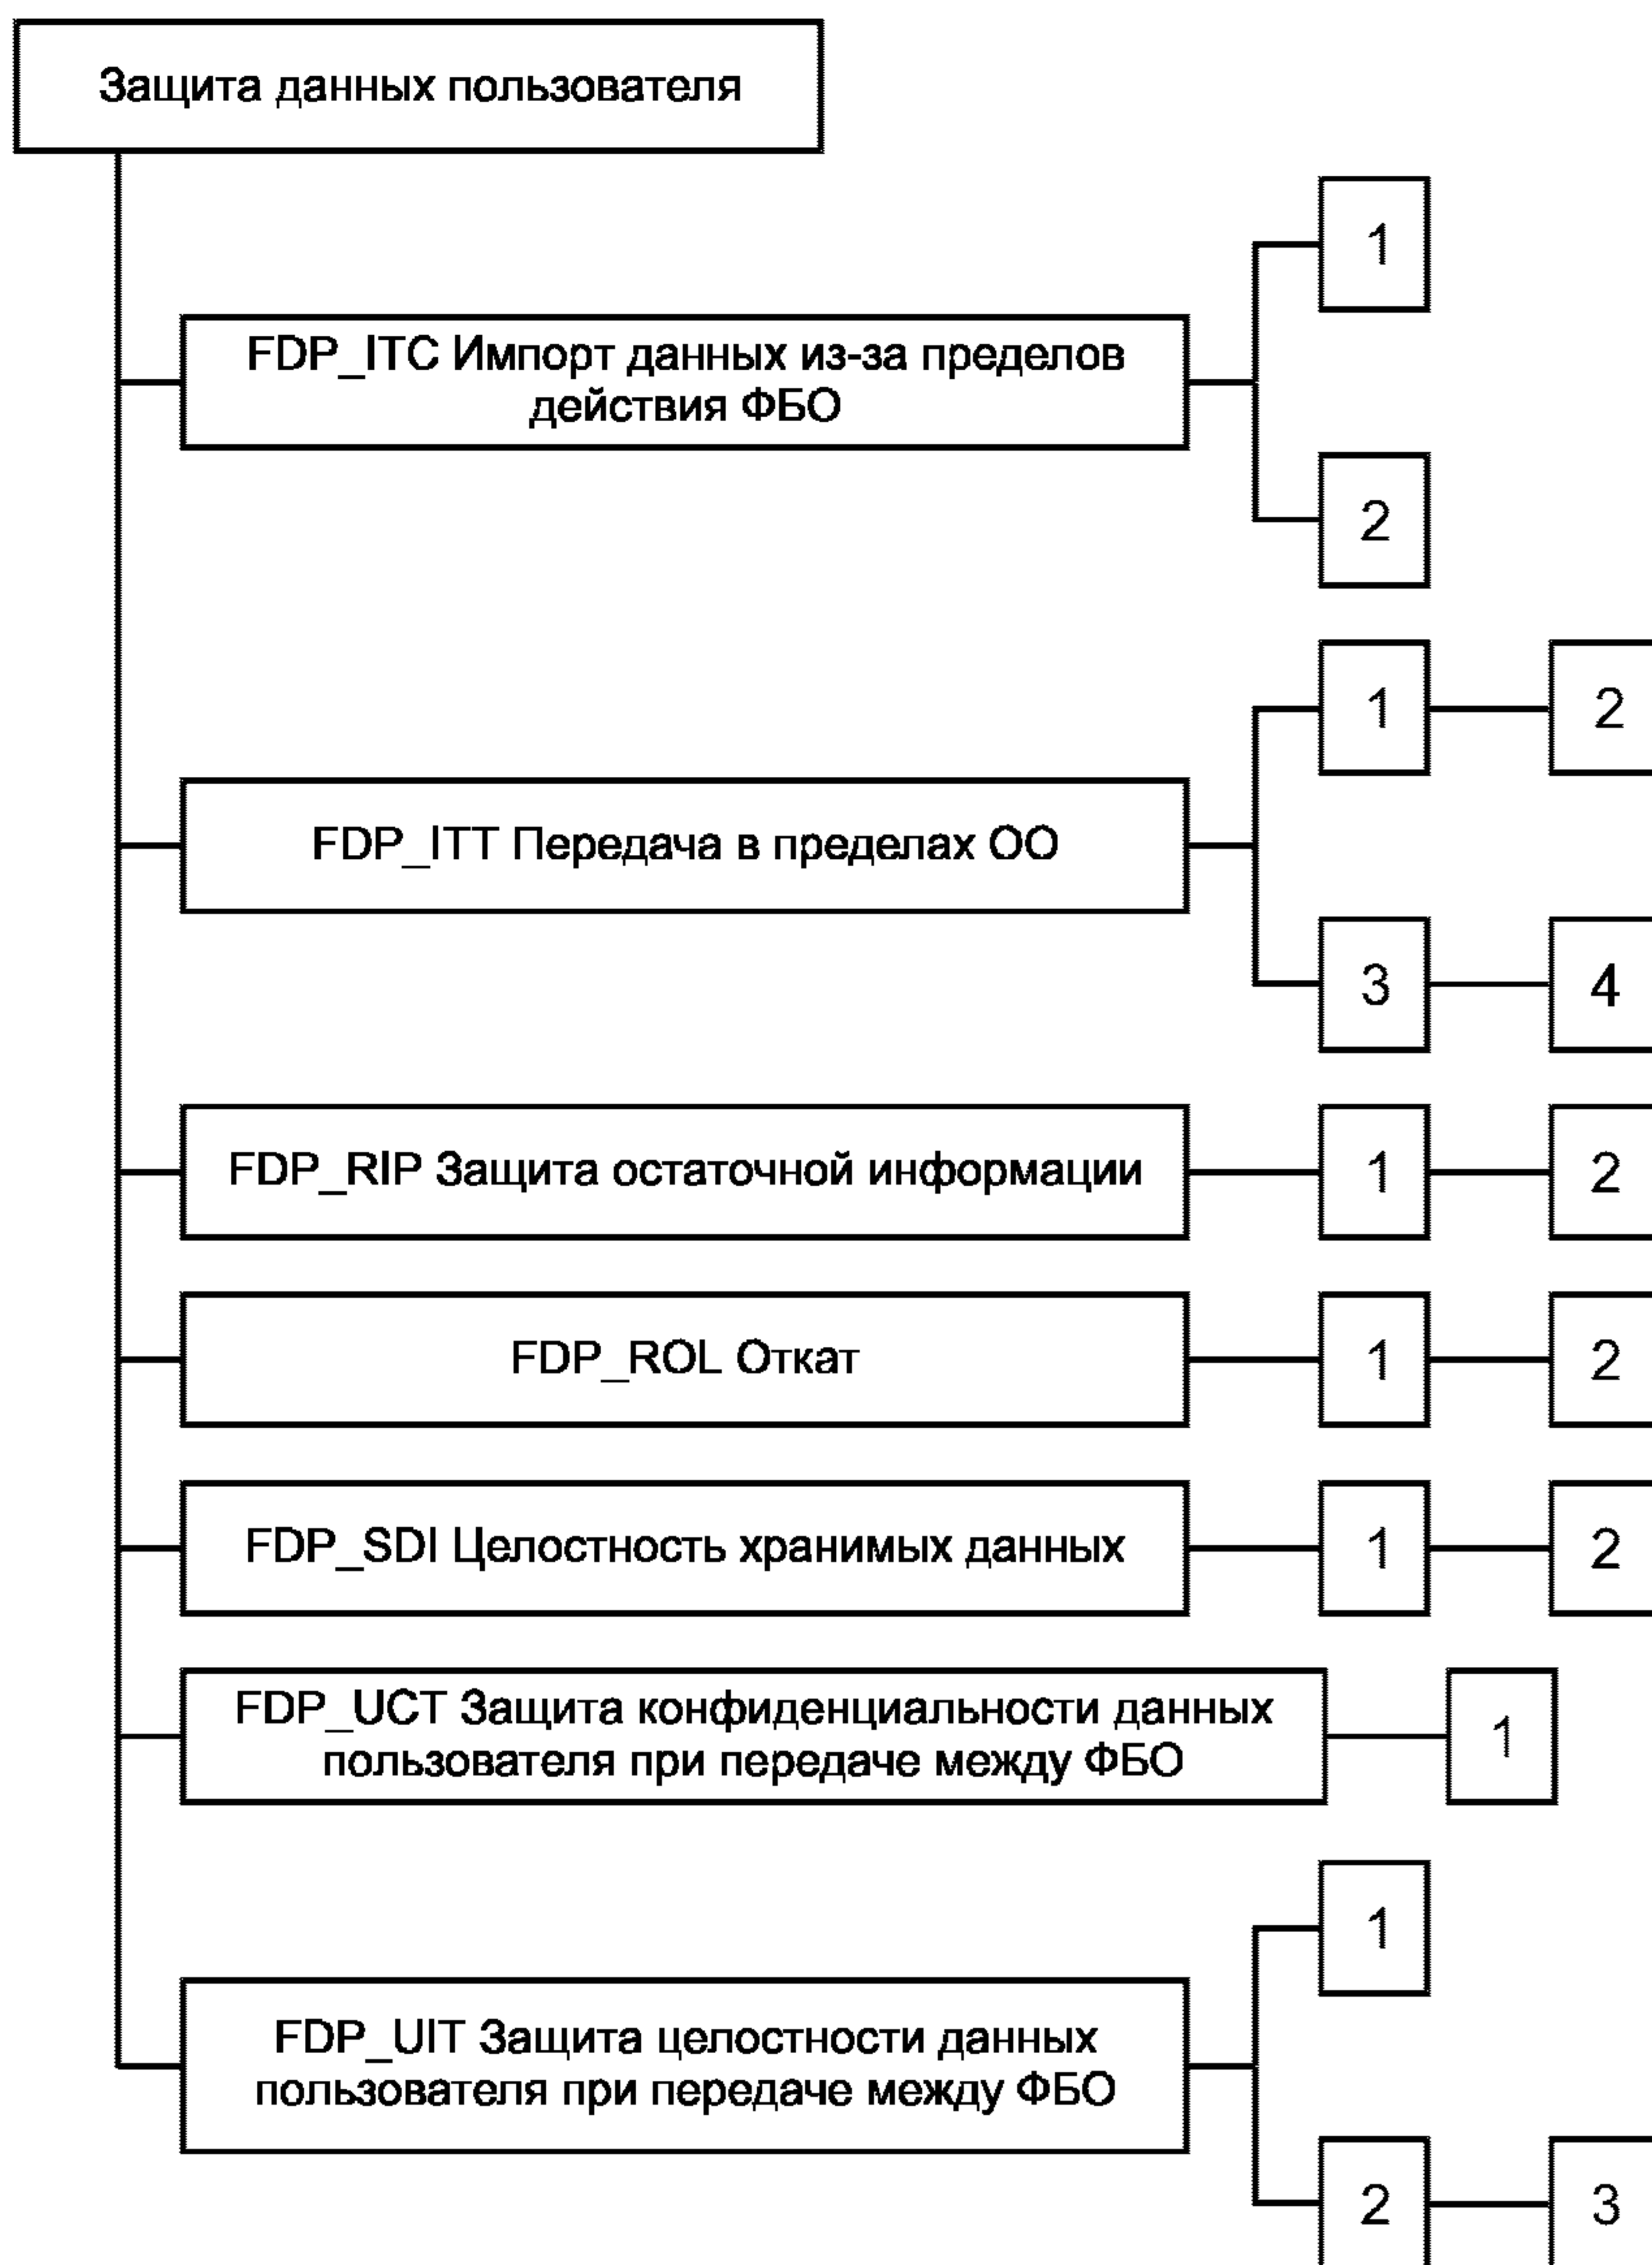 Защита данных пользователя
1
FDP_ITC Импорт данных из-за пределов
действия ФБО
2
1 2
FDP_ITT Передача в пределах ОО
3 4
FDP_RIP Защита остаточной информации 1 2
FDP_ROL Откат 1 2
FDP_SDI Целостность хранимых данных 1 2
FDP_UCT Защита конфиденциальности данных
пользователя при передаче между ФБО
1
1
FDP_UIT Защита целостности данных
пользователя при передаче между ФБО
2 3